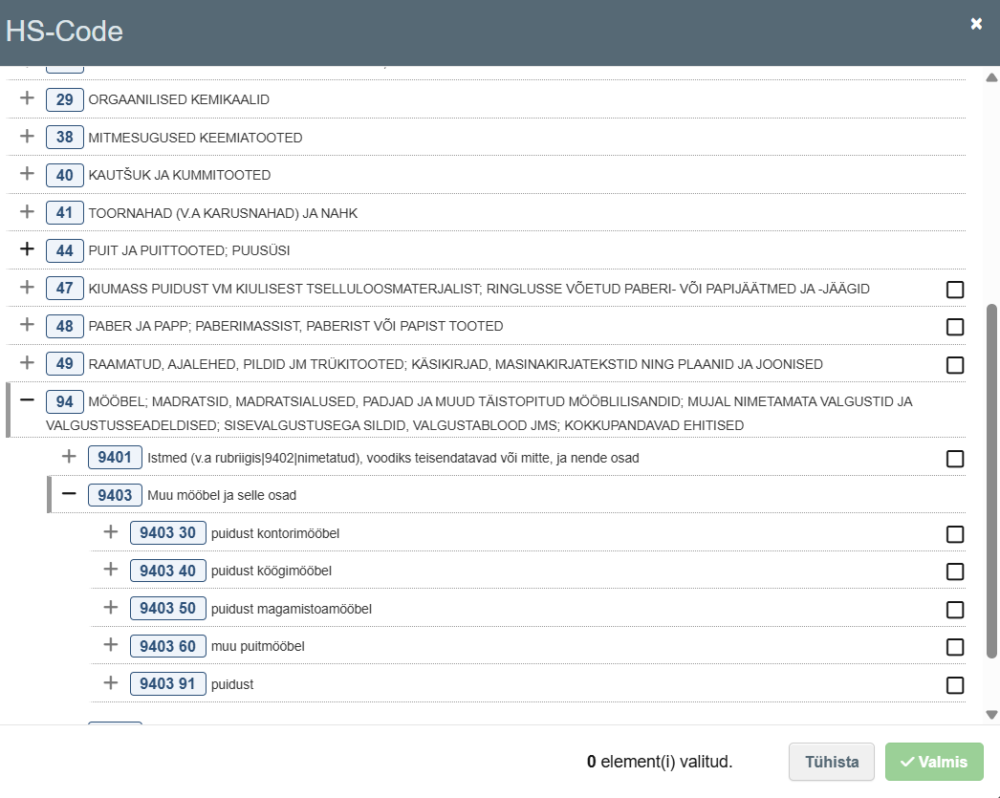 HS-Code
29 ORGAANILISED KEMIKAALID
38 MITMESUGUSED KEEMIATOOTED
40 KAUTŠUK JA KUMMITOOTED
41 TOORNAHAD (V.A KARUSNAHAD) JA NAHK
44 PUIT JA PUITTOOTED; PUUSÜSI
47 KIUMASS PUIDUST VM KIULISEST TSELLULOOSMATERJALIST; RINGLUSSE VÕETUD PABERI- VÕI PAPIJÄÄTMED JA -JÄÄGID
48 PABER JA PAPP; PABERIMASSIST, PABERIST VÕI PAPIST TOOTED
49 RAAMATUD, AJALEHED, PILDID JM TRÜKITOOTED; KÄSIKIRJAD, MASINAKIRJATEKSTID NING PLAANID JA JOONISED
94 MÖÖBEL; MADRATSID, MADRATSIALUSED, PADJAD JA MUUD TÄISTOPITUD MÖÖBLILISANDID; MUJAL NIMETAMATA VALGUSTID JA
VALGUSTUSSEADELDISED; SISEVALGUSTUSEGA SILDID, VALGUSTABLOOD JMS; KOKKUPANDAVAD EHITISED
9401 Istmed (v.a rubriigis|9402|nimetatud), voodiks teisendatavad või mitte, ja nende osad
9403 Muu mööbel ja selle osad
9403 30 puidust kontorimööbel
9403 40 puidust köögimööbel
9403 50 puidust magamistoamööbel
9403 60 muu puitmööbel
9403 91 puidust
0 element(i) valitud.
Tühista
Valmis